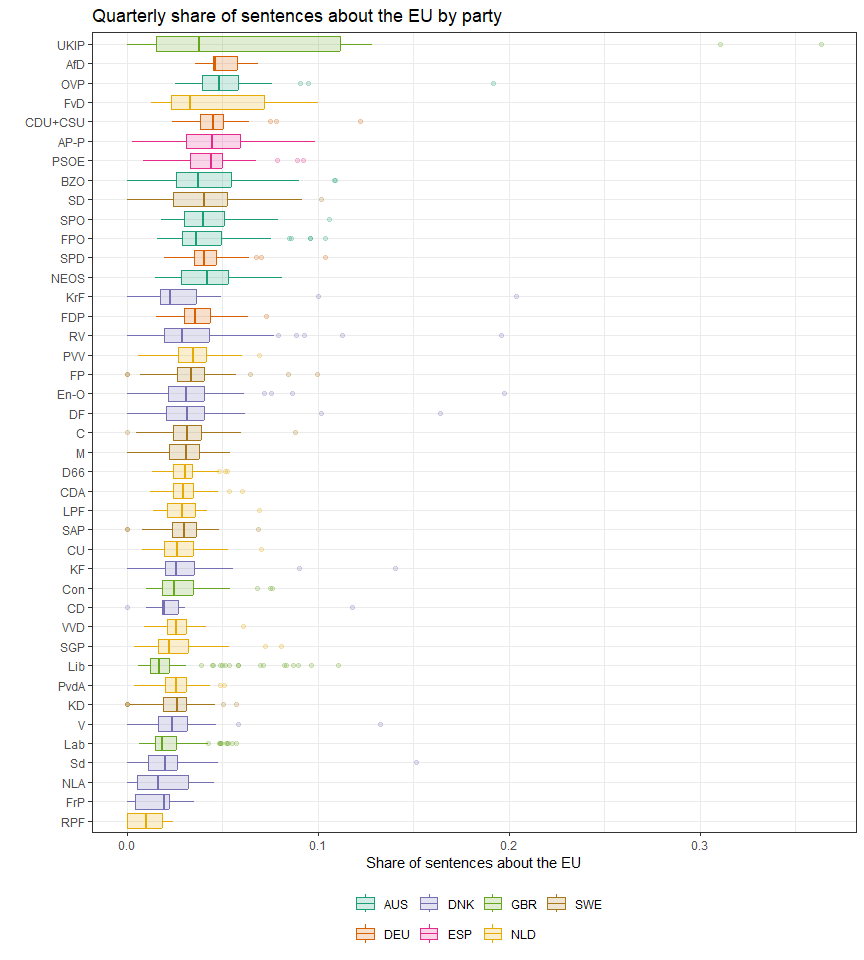 Quarterly share of sentences about the EU by party
UKIP
AfD
OVP
FvD
CDU+CSU
AP-P
PSOE
BZO
SD
SPO
FPO
SPD
NEOS
KrF
FDP
RV
PVV
FP
En-O
DF
C
M
D66
CDA
LPF
SAP
CU
KF
Con
CD
VVD
SGP
Lib
PvdA
KD
V
Lab
Sd
NLA
FrP
RPF
0.0 0.1 0.2 0.3
Share of sentences about the EU
AUS DNK GBR SWE
DEU ESP NLD